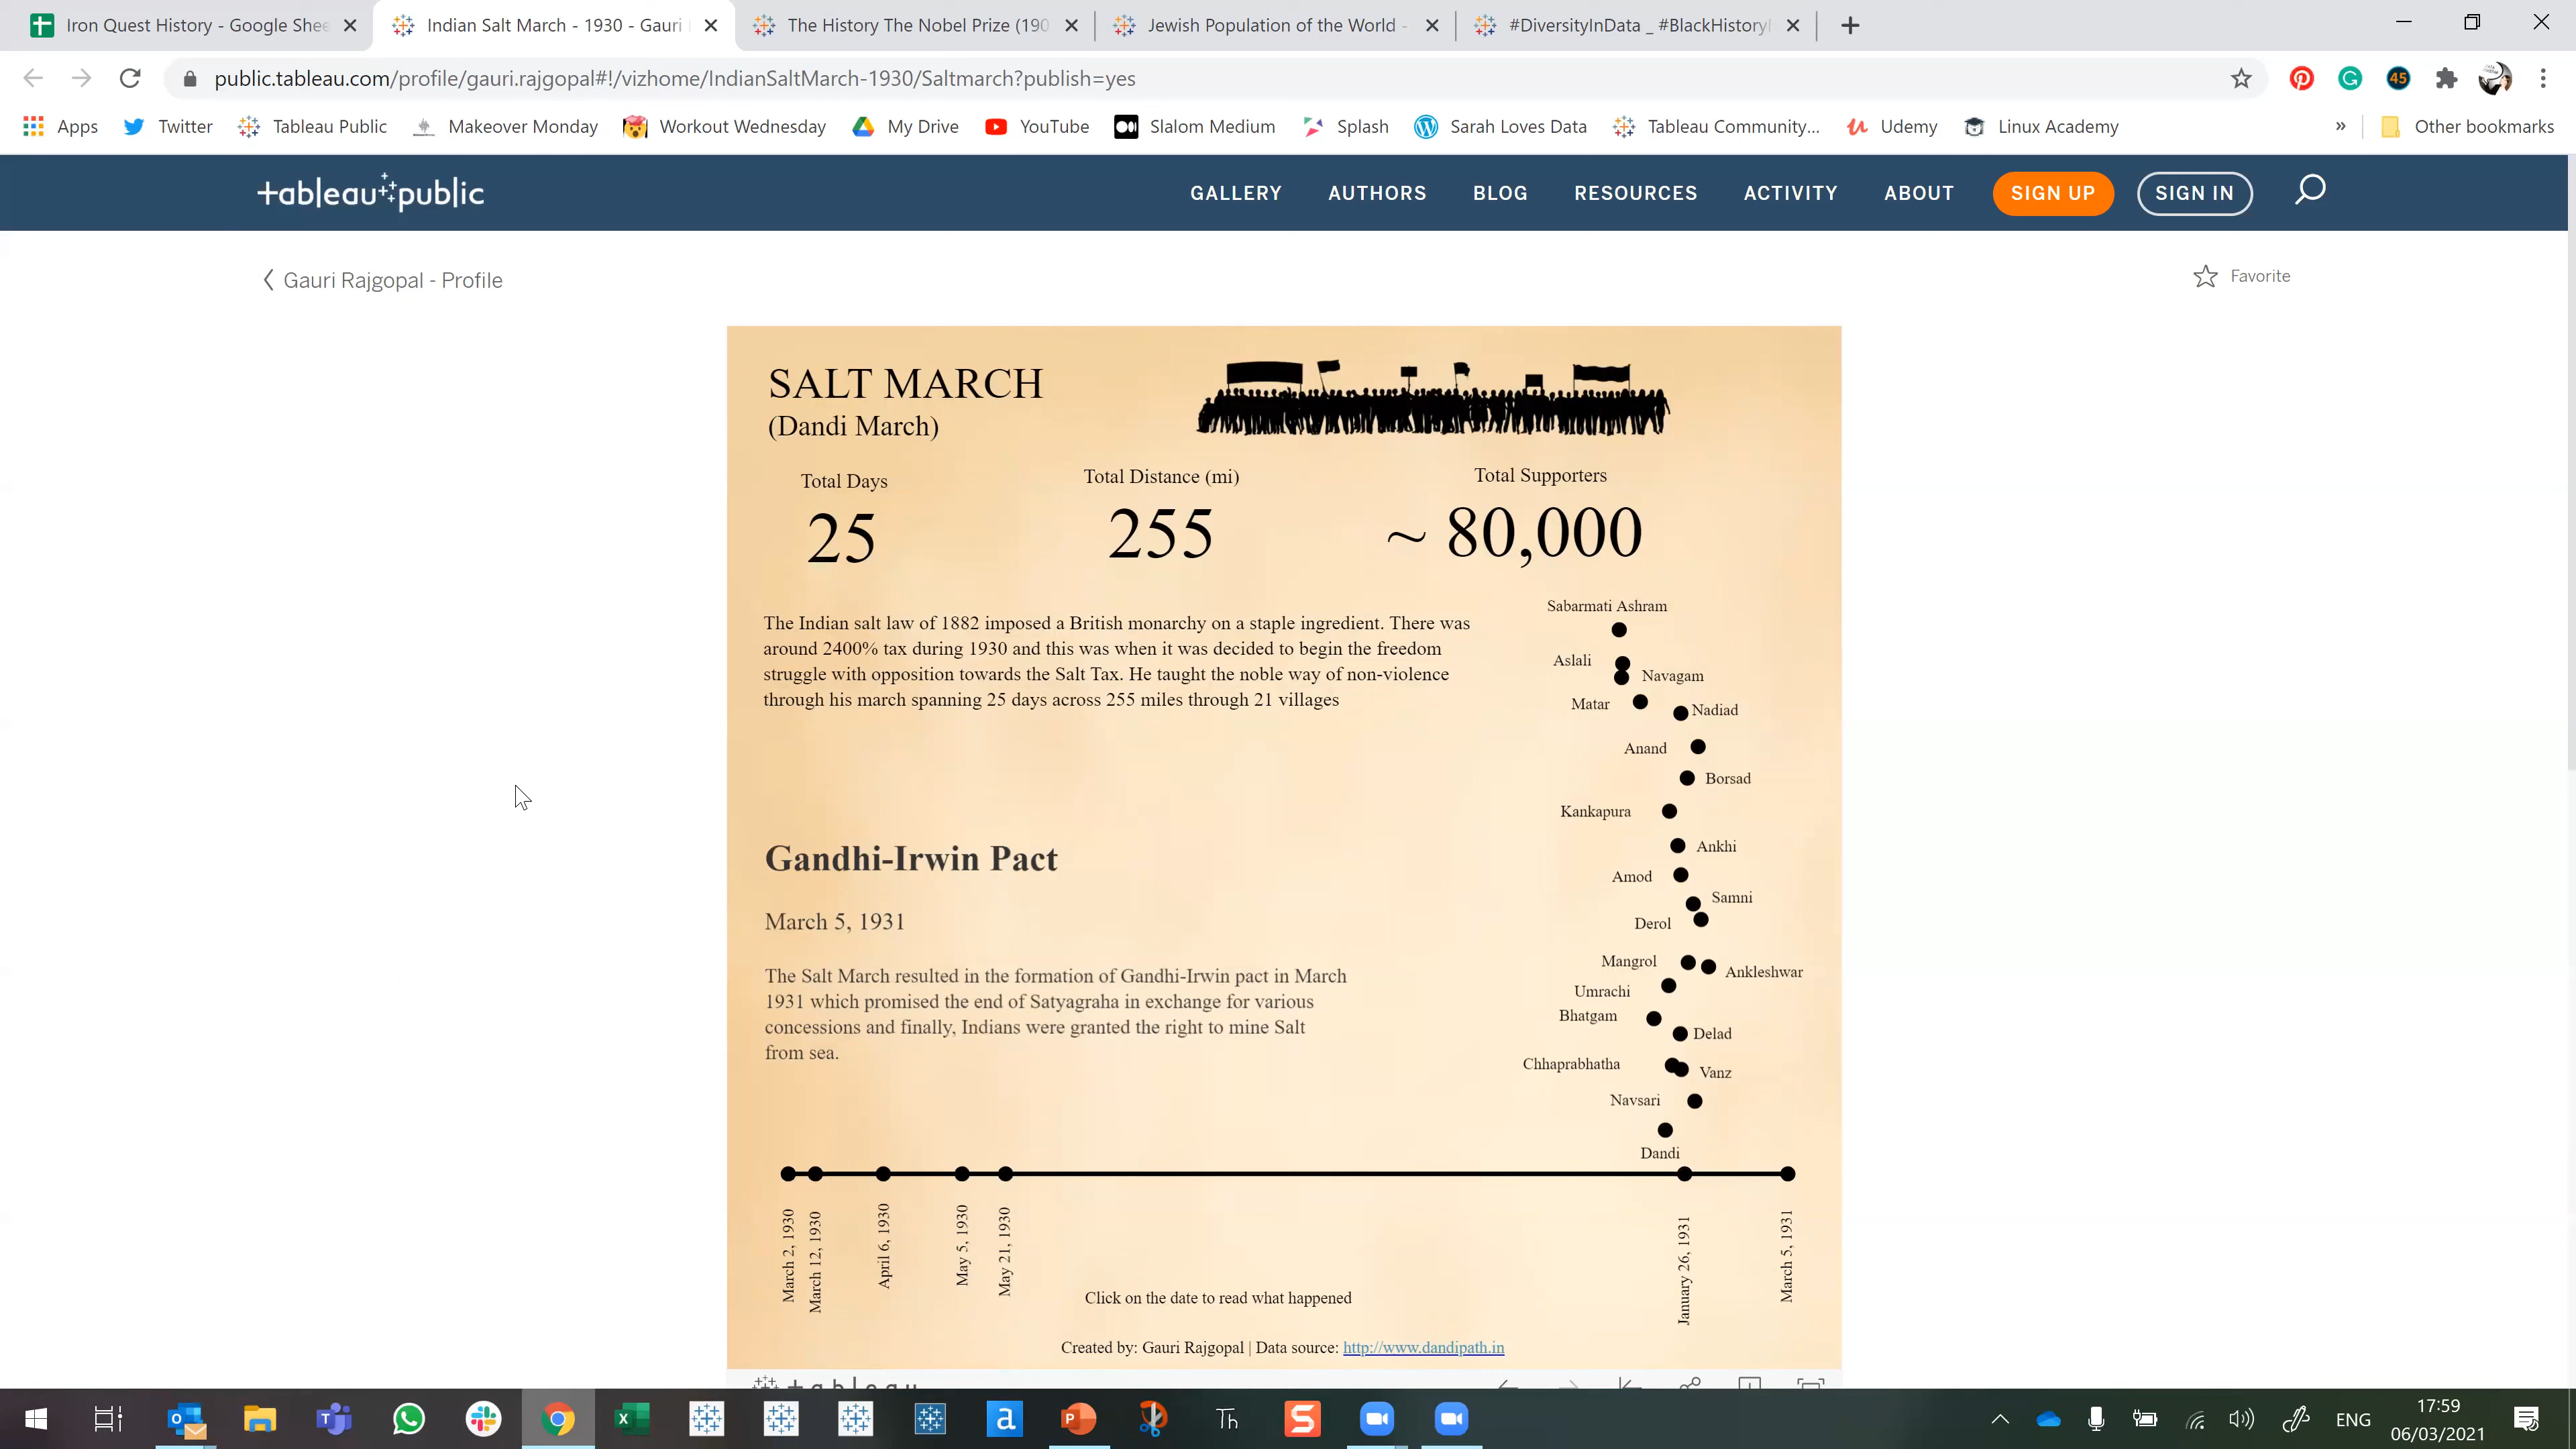 Iron Quest History - Google Shee
Indian Salt March - 1930 - Gauri
The History The Nobel Prize (190
Jewish Population of the World -
#DiversityInData _ #BlackHistory
public.tableau.com/profile/gauri.rajgopal#!/vizhome/IndianSaltMarch-1930/Saltmarch?publish=yes
45
Apps
Twitter
Tableau Public
Makeover Monday
Workout Wednesday
My Drive
YouTube
Slalom Medium
Splash
Sarah Loves Data
Tableau Community...
Udemy
Linux Academy
»
Other bookmarks
+ableau public
GALLERY
AUTHORS
BLOG
RESOURCES
ACTIVITY
ABOUT
SIGN UP
SIGN IN
Gauri Rajgopal - Profile
Favorite
SALT MARCH
(Dandi March)
Total Days
25
Total Distance (mi)
255
Total Supporters
~ 80,000
The Indian salt law of 1882 imposed a British monarchy on a staple ingredient. There was
around 2400% tax during 1930 and this was when it was decided to begin the freedom
struggle with opposition towards the Salt Tax. He taught the noble way of non-violence
through his march spanning 25 days across 255 miles through 21 villages
Sabarmati Ashram
Aslali
Navagam
Matar
Nadiad
Anand
Borsad
Kankapura
Ankhi
Amod
Samni
Derol
Mangrol
Ankleshwar
Umrachi
Bhatgam
Delad
Chhaprabhatha
Vanz
Navsari
Dandi
Gandhi-Irwin Pact
March 5, 1931
The Salt March resulted in the formation of Gandhi-Irwin pact in March
1931 which promised the end of Satyagraha in exchange for various
concessions and finally, Indians were granted the right to mine Salt
from sea.
March 2, 1930
March 12, 1930
April 6, 1930
May 5, 1930
May 21, 1930
January 26, 1931
March 5, 1931
Click on the date to read what happened
Created by: Gauri Rajgopal | Data source: http://www.dandipath.in
+ableau
Th
ENG
17:59
06/03/2021